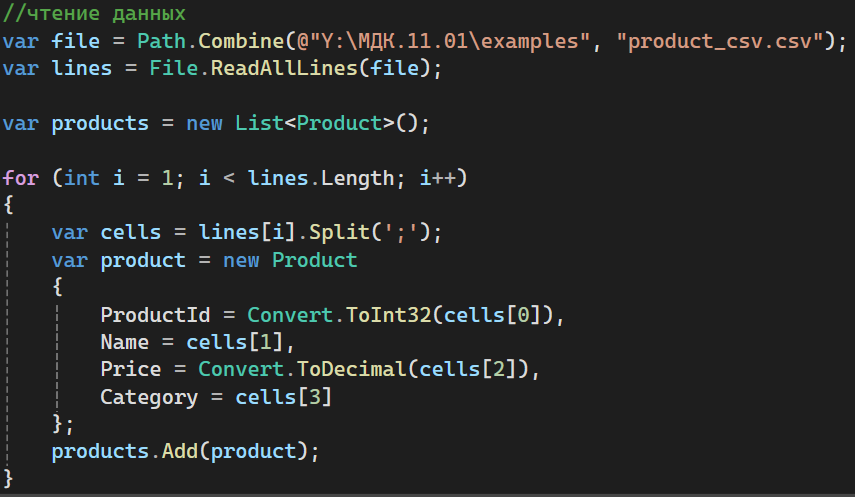 //чтение данных
var file = Path.Combine(@"Y:\МДК.11.01\examples", "product_csv.csv");
var lines = File.ReadAllLines(file);

var products = new List<Product>();

for (int i = 1; i < lines.Length; i++)
{
    var cells = lines[i].Split(';');
    var product = new Product
    {
        ProductId = Convert.ToInt32(cells[0]),
        Name = cells[1],
        Price = Convert.ToDecimal(cells[2]),
        Category = cells[3]
    };
    products.Add(product);
}